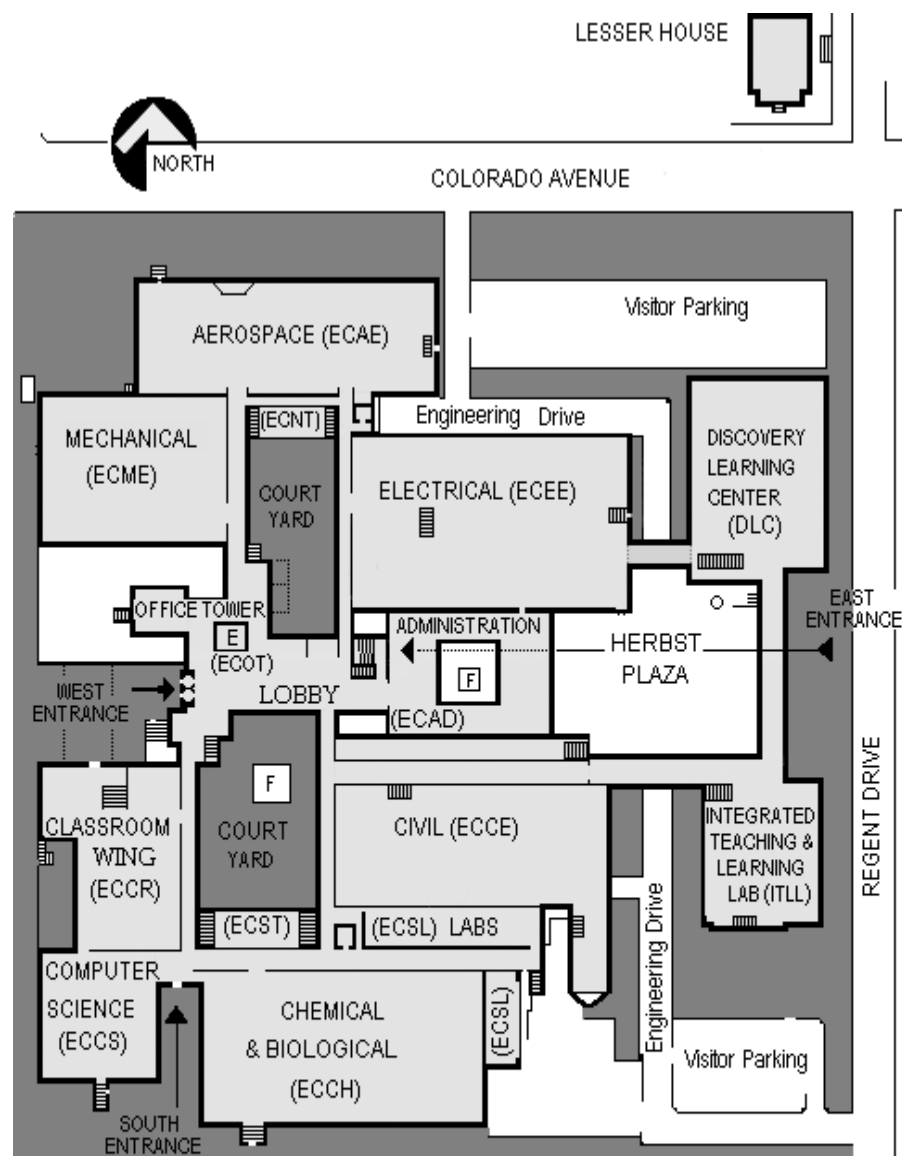 LESSER HOUSE
NORTH
COLORADO AVENUE
Visitor Parking
AEROSPACE (ECAE)
(ECNT)
Engineering Drive
MECHANICAL
(ECME)
COURT
YARD
ELECTRICAL (ECEE)
DISCOVERY
LEARNING
CENTER
(DLC)
OFFICE TOWER
E
(ECOT)
ADMINISTRATION
F
(ECAD)
HERBST
PLAZA
EAST
ENTRANCE
WEST
ENTRANCE
LOBBY
REGENT DRIVE
F
COURT
YARD
CLASSROOM
WING
(ECCR)
CIVIL (ECCE)
INTEGRATED
TEACHING &
LEARNING
LAB (ITLL)
(ECST)
(ECSL) LABS
Engineering Drive
COMPUTER
SCIENCE
(ECCS)
CHEMICAL
& BIOLOGICAL
(ECCH)
(ECSL)
Visitor Parking
SOUTH
ENTRANCE